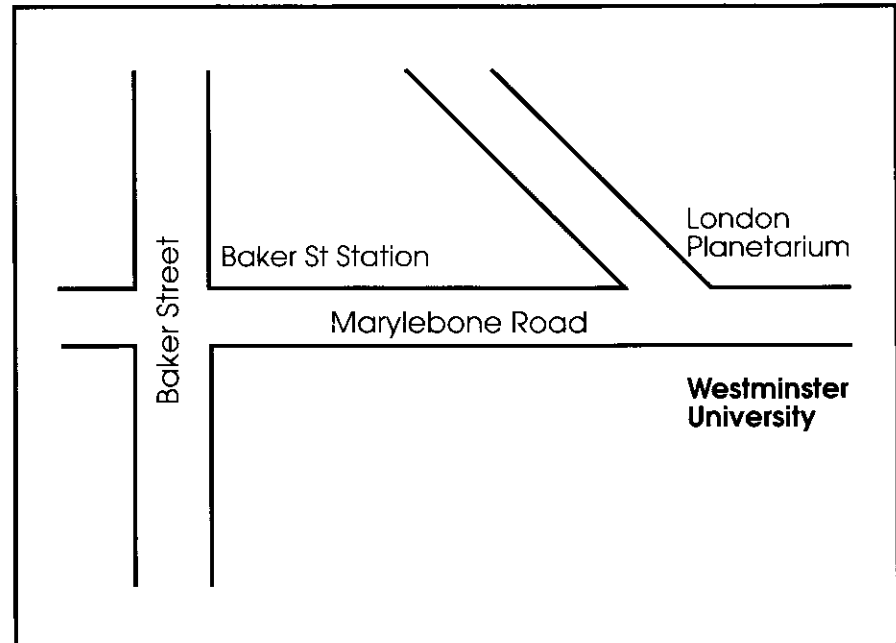 London
Planetarium
Baker St Station
Baker Street
Marylebone Road
Westminster
University